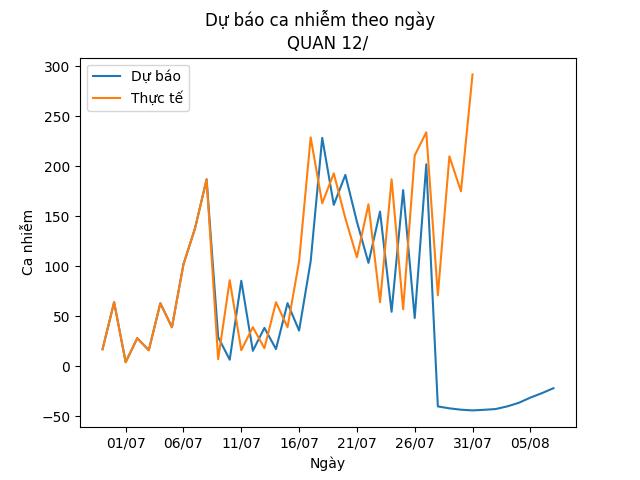 Dự báo ca nhiễm theo ngày
QUAN 12/
Dự báo
Thực tế
Ca nhiễm
300
250
200
150
100
50
0
−50
01/07 06/07 11/07 16/07 21/07 26/07 31/07 05/08
Ngày